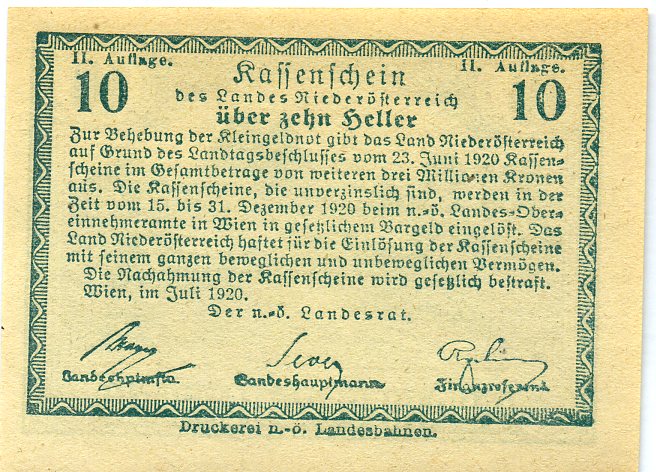 II. Auflage. II. Auflage.
10 Kassenschein 10
des Landes Niederösterreich
über zehn Heller
Zur Behebung der Kleingeldnot gibt das Land Niederösterreich
auf Grund des Landtagsbeschlusses vom 23. Juni 1920 Kassen-
scheine im Gesamtbetrage von weiteren drei Millionen Kronen
aus. Die Kassenscheine, die unverzinslich sind, werden in der
Zeit vom 15. bis 31. Dezember 1920 beim n.-ö. Landes-Ober-
einnehmeramte in Wien in gesetzlichem Bargeld eingelöst. Das
Land Niederösterreich haftet für die Einlösung der Kassenscheine
mit seinem ganzen beweglichen und unbeweglichen Vermögen.
Die Nachahmung der Kassenscheine wird gesetzlich bestraft.
Wien, im Juli 1920.
Der n.-ö. Landesrat.
Sever
Landeshauptmann Finanzreferent
Druckerei n.-ö. Landesbahnen.